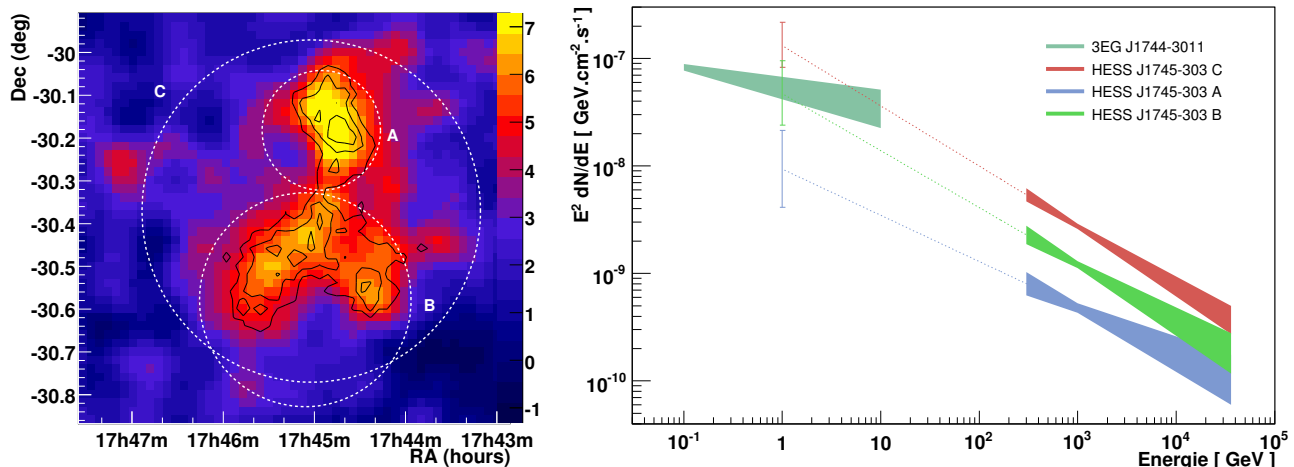 Dec (deg)
-30
-30.1
-30.2
-30.3
-30.4
-30.5
-30.6
-30.7
-30.8
C
A
B
7
6
5
4
3
2
1
0
-1
17h47m 17h46m 17h45m 17h44m 17h43m
RA (hours)
E² dN/dE [ GeV.cm⁻².s⁻¹ ]
10⁻⁷
10⁻⁸
10⁻⁹
10⁻¹⁰
3EG J1744-3011
HESS J1745-303 C
HESS J1745-303 A
HESS J1745-303 B
10⁻¹ 1 10 10² 10³ 10⁴ 10⁵
Energie [ GeV ]